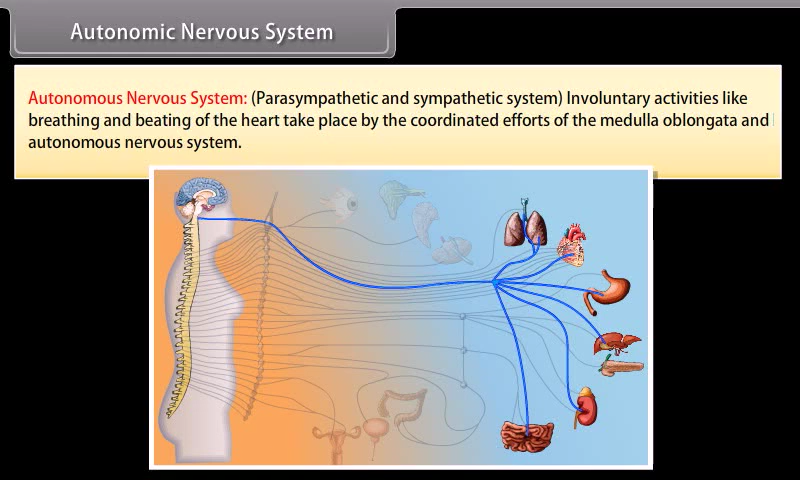 Autonomic Nervous System
Autonomous Nervous System: (Parasympathetic and sympathetic system) Involuntary activities like
breathing and beating of the heart take place by the coordinated efforts of the medulla oblongata and
autonomous nervous system.